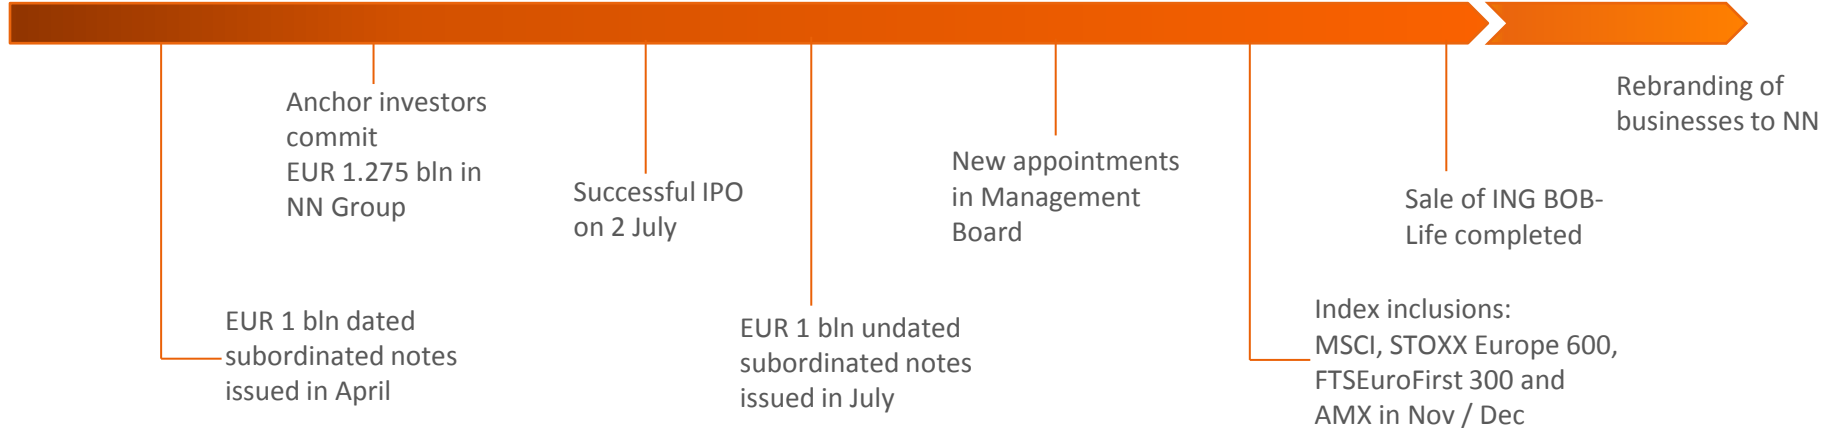 Anchor investors
commit
EUR 1.275 bln in
NN Group
Successful IPO
on 2 July
New appointments
in Management
Board
Sale of ING BOB-
Life completed
Rebranding of
businesses to NN
EUR 1 bln dated
subordinated notes
issued in April
EUR 1 bln undated
subordinated notes
issued in July
Index inclusions:
MSCI, STOXX Europe 600,
FTSEuroFirst 300 and
AMX in Nov / Dec